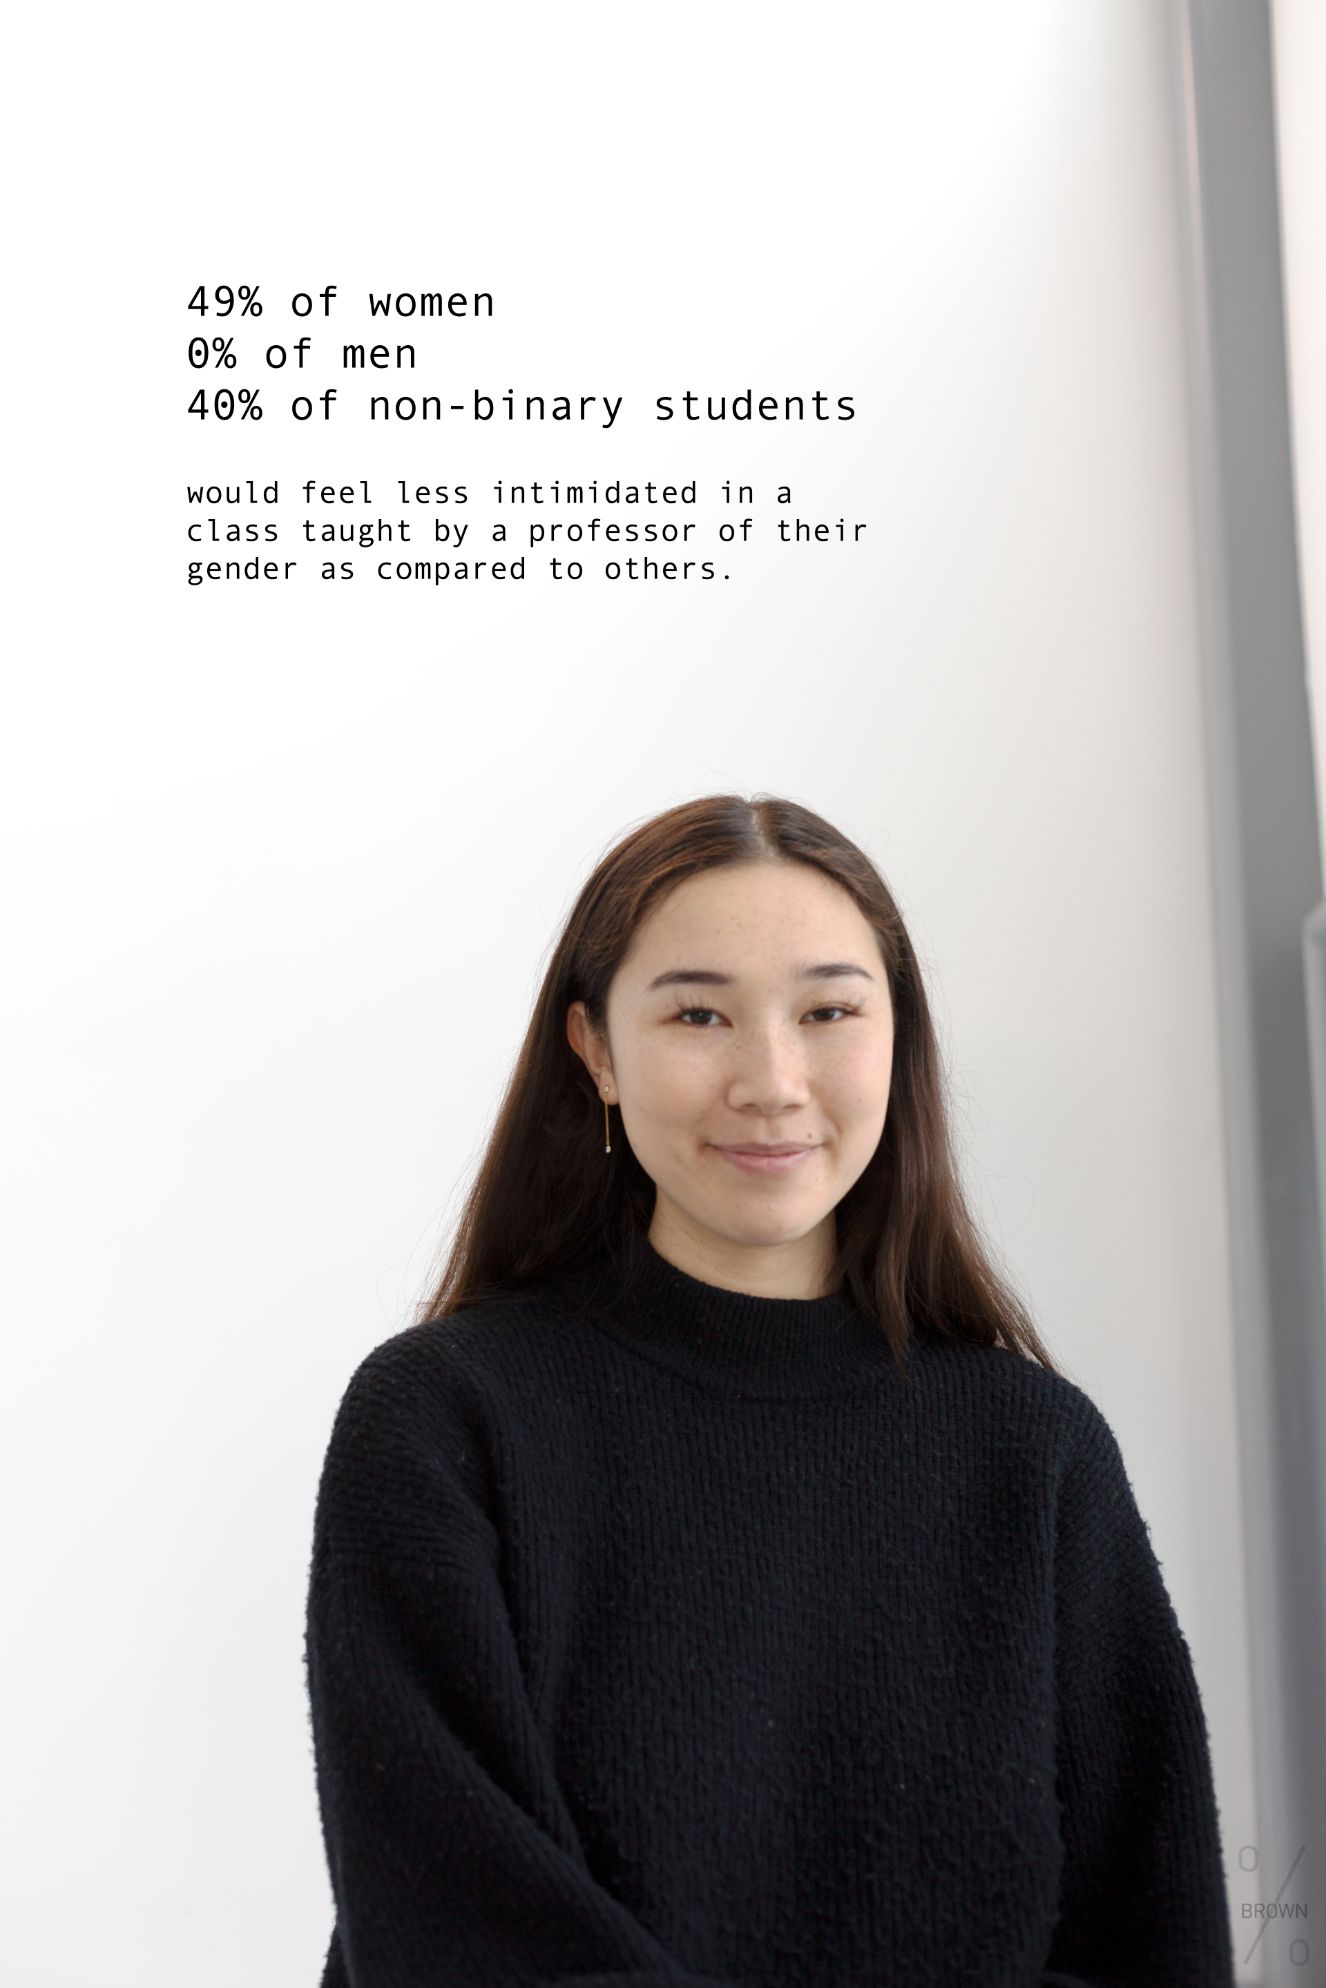 49% of women
0% of men
40% of non-binary students
would feel less intimidated in a
class taught by a professor of their
gender as compared to others.
%
BROWN